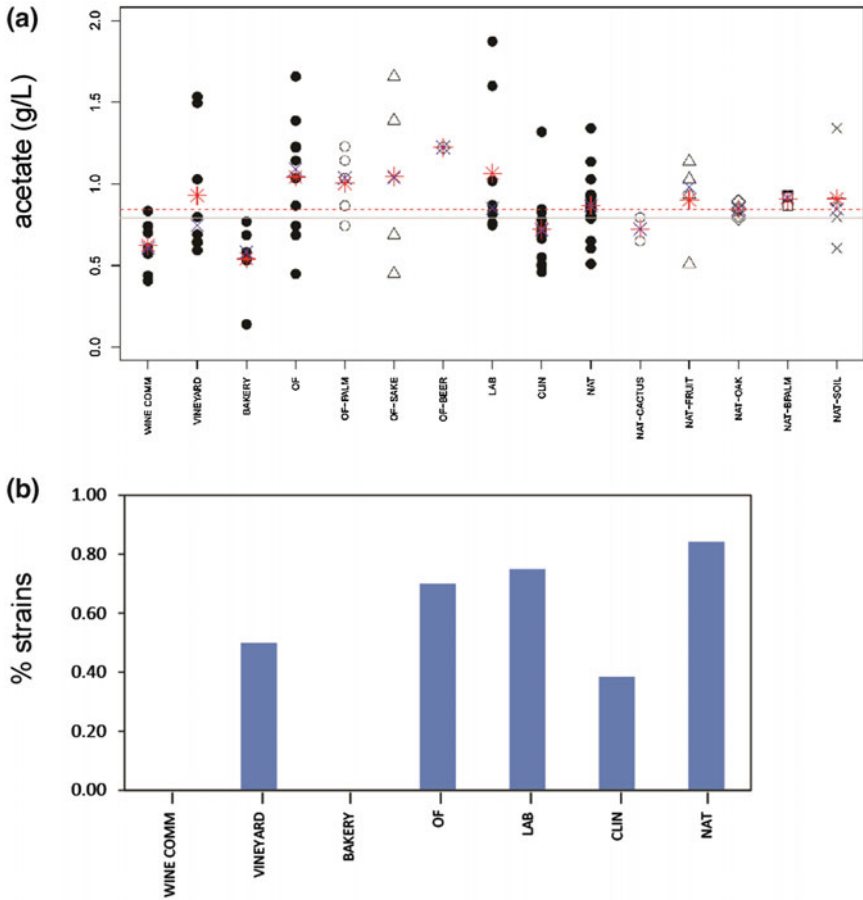 (a)
acetate (g/L)
2.0
1.5
1.0
0.5
0.0
WINE COMM
VINEYARD
BAKERY
OF
OF-PALM
OF-SAKE
OF-BEER
LAB
CLIN
NAT
NAT-CACTUS
NAT-FRUIT
NAT-OAK
NAT-BPALM
NAT-SOIL
(b)
% strains
1.00
0.80
0.60
0.40
0.20
0.00
WINE COMM
VINEYARD
BAKERY
OF
LAB
CLIN
NAT